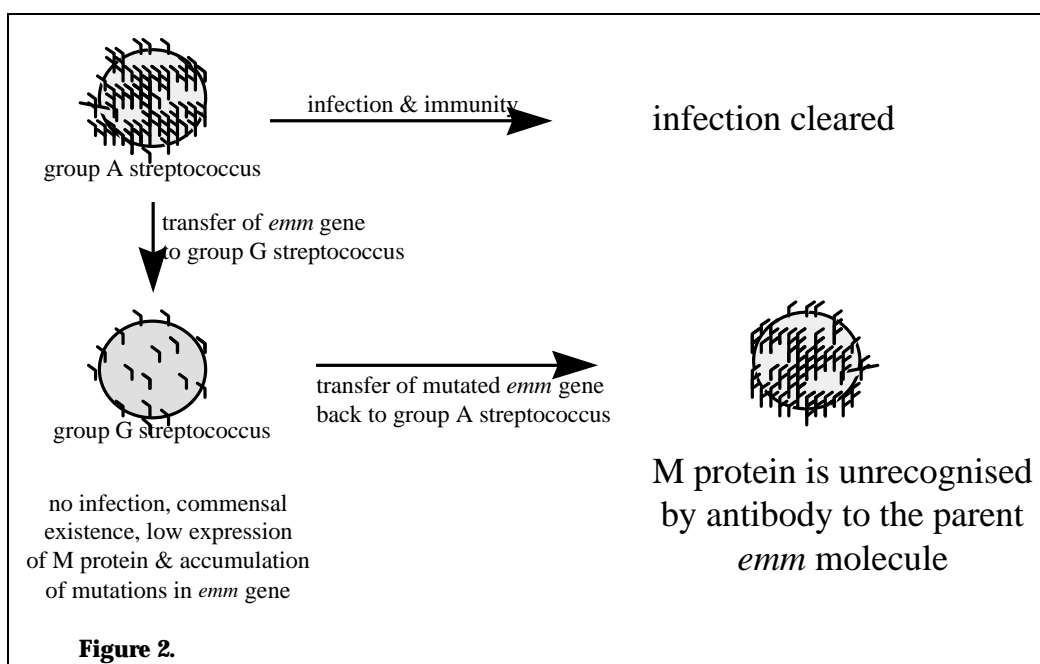 infection & immunity
infection cleared
group A streptococcus
transfer of emm gene
to group G streptococcus
group G streptococcus
transfer of mutated emm gene
back to group A streptococcus
no infection, commensal
existence, low expression
of M protein & accumulation
of mutations in emm gene
M protein is unrecognised
by antibody to the parent
emm molecule
Figure 2.